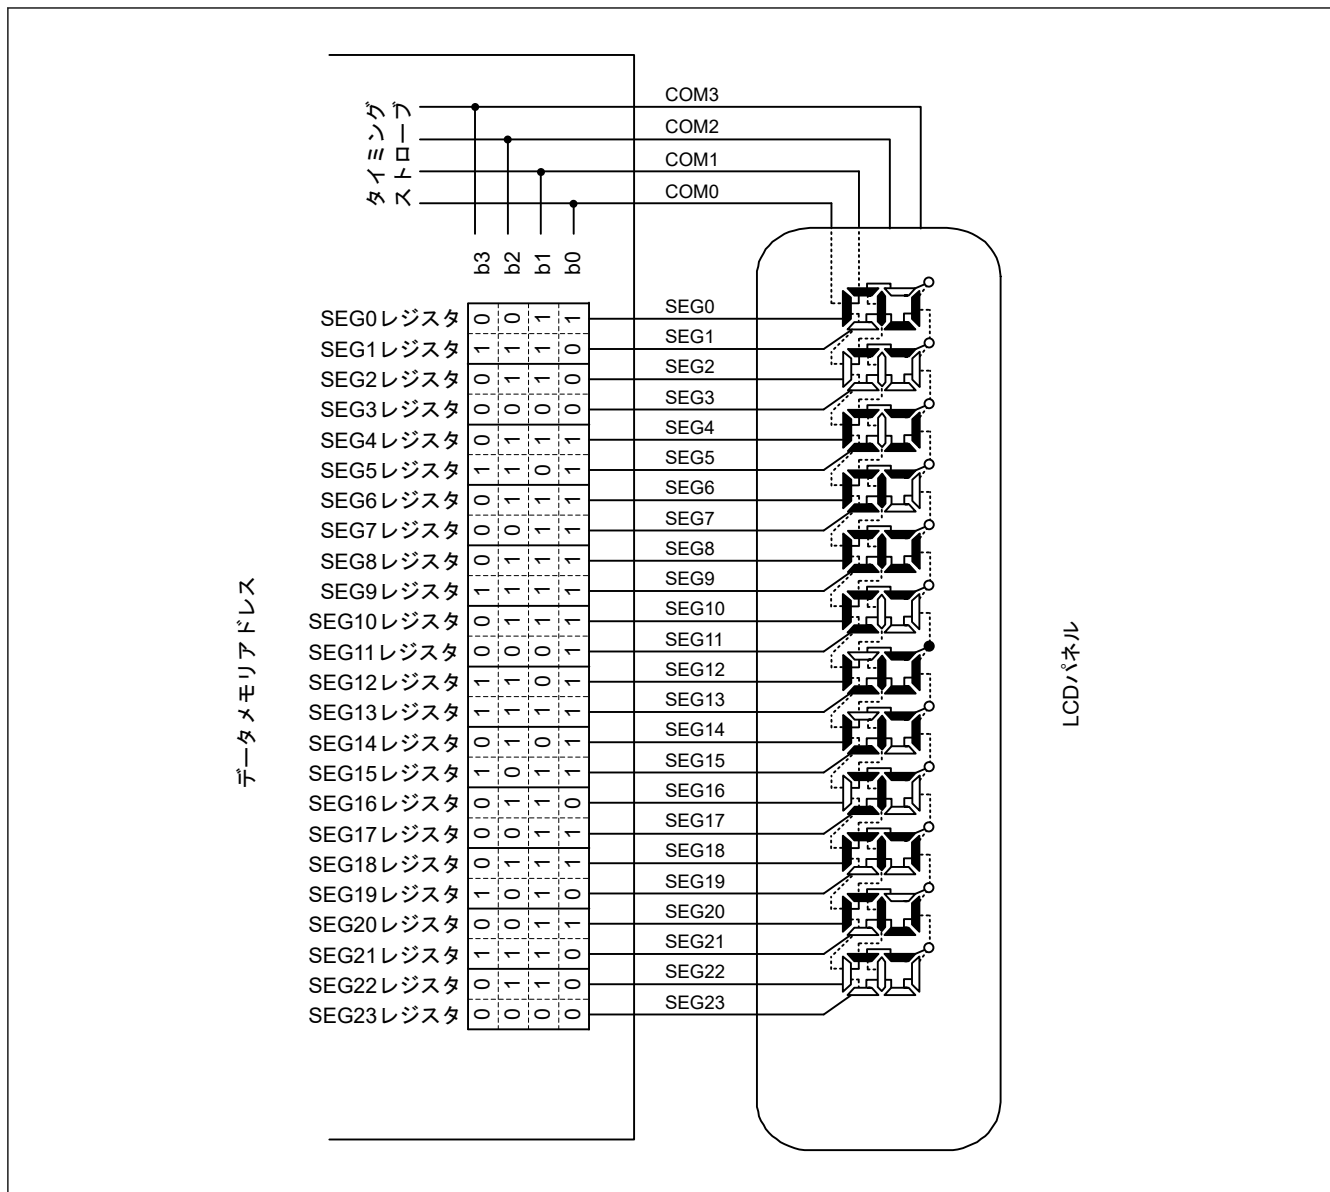 COM3
COM2
COM1
COM0
タイミング
ストローブ
b3 b2 b1 b0
SEG0レジスタ 0 0 1 1 SEG0
SEG1レジスタ 1 1 1 0 SEG1
SEG2レジスタ 0 1 1 0 SEG2
SEG3レジスタ 0 0 0 0 SEG3
SEG4レジスタ 0 1 1 1 SEG4
SEG5レジスタ 1 1 0 1 SEG5
SEG6レジスタ 0 1 1 1 SEG6
SEG7レジスタ 0 0 1 1 SEG7
SEG8レジスタ 0 1 1 1 SEG8
SEG9レジスタ 1 1 1 1 SEG9
SEG10レジスタ 0 1 1 1 SEG10
SEG11レジスタ 0 0 0 1 SEG11
SEG12レジスタ 1 1 0 1 SEG12
SEG13レジスタ 1 1 1 1 SEG13
SEG14レジスタ 0 1 0 1 SEG14
SEG15レジスタ 1 0 1 1 SEG15
SEG16レジスタ 0 1 1 0 SEG16
SEG17レジスタ 0 0 1 1 SEG17
SEG18レジスタ 0 1 1 1 SEG18
SEG19レジスタ 1 0 1 0 SEG19
SEG20レジスタ 0 0 1 1 SEG20
SEG21レジスタ 1 1 1 0 SEG21
SEG22レジスタ 0 1 1 0 SEG22
SEG23レジスタ 0 0 0 0 SEG23
データメモリアドレス
LCDパネル